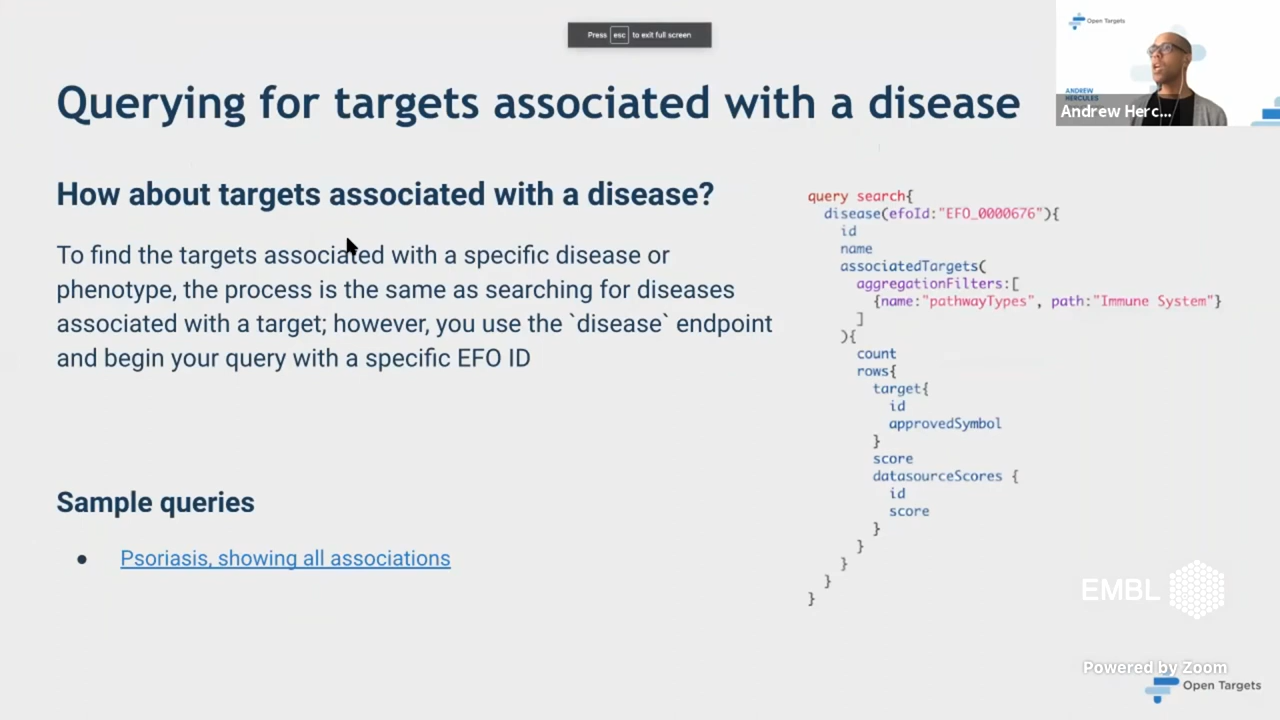 Press esc to exit full screen
Open Targets
ANDREW
HERCULES
Andrew Herc...
Querying for targets associated with a disease
How about targets associated with a disease?
To find the targets associated with a specific disease or
phenotype, the process is the same as searching for diseases
associated with a target; however, you use the `disease` endpoint
and begin your query with a specific EFO ID
Sample queries
● Psoriasis, showing all associations
query search{
disease(efoId:"EFO_0000676"){
id
name
associatedTargets(
aggregationFilters:[
{name:"pathwayTypes", path:"Immune System"}
]
){
count
rows{
target{
id
approvedSymbol
}
score
datasourceScores {
id
score
}
}
}
}
}
EMBL
Powered by Zoom
Open Targets